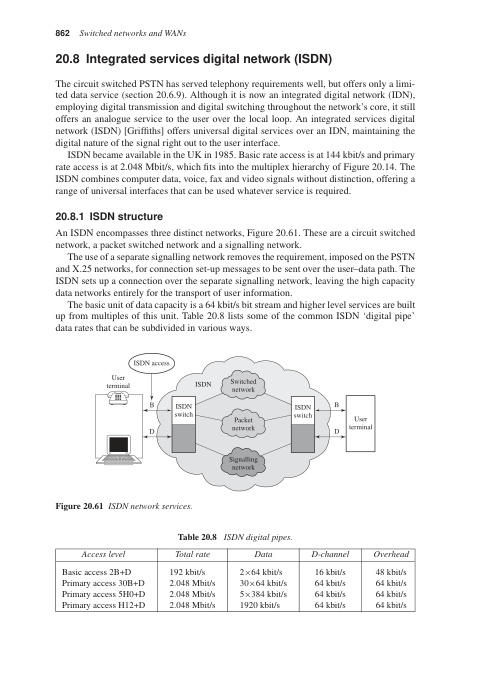 862 Switched networks and WANs
20.8 Integrated services digital network (ISDN)
The circuit switched PSTN has served telephony requirements well, but offers only a limi-
ted data service (section 20.6.9). Although it is now an integrated digital network (IDN),
employing digital transmission and digital switching throughout the network's core, it still
offers an analogue service to the user over the local loop. An integrated services digital
network (ISDN) [Griffiths] offers universal digital services over an IDN, maintaining the
digital nature of the signal right out to the user interface.
ISDN became available in the UK in 1985. Basic rate access is at 144 kbit/s and primary
rate access is at 2.048 Mbit/s, which fits into the multiplex hierarchy of Figure 20.14. The
ISDN combines computer data, voice, fax and video signals without distinction, offering a
range of universal interfaces that can be used whatever service is required.
20.8.1 ISDN structure
An ISDN encompasses three distinct networks, Figure 20.61. These are a circuit switched
network, a packet switched network and a signalling network.
The use of a separate signalling network removes the requirement, imposed on the PSTN
and X.25 networks, for connection set-up messages to be sent over the user–data path. The
ISDN sets up a connection over the separate signalling network, leaving the high capacity
data networks entirely for the transport of user information.
The basic unit of data capacity is a 64 kbit/s bit stream and higher level services are built
up from multiples of this unit. Table 20.8 lists some of the common ISDN 'digital pipe'
data rates that can be subdivided in various ways.
ISDN access
User
terminal
ISDN
Switched
network
B
ISDN
switch
Packet
network
ISDN
switch
B
User
terminal
D
D
Signalling
network
Figure 20.61 ISDN network services.
Table 20.8 ISDN digital pipes.
Access level Total rate Data D-channel Overhead
Basic access 2B+D 192 kbit/s 2×64 kbit/s 16 kbit/s 48 kbit/s
Primary access 30B+D 2.048 Mbit/s 30×64 kbit/s 64 kbit/s 64 kbit/s
Primary access 5H0+D 2.048 Mbit/s 5×384 kbit/s 64 kbit/s 64 kbit/s
Primary access H12+D 2.048 Mbit/s 1920 kbit/s 64 kbit/s 64 kbit/s